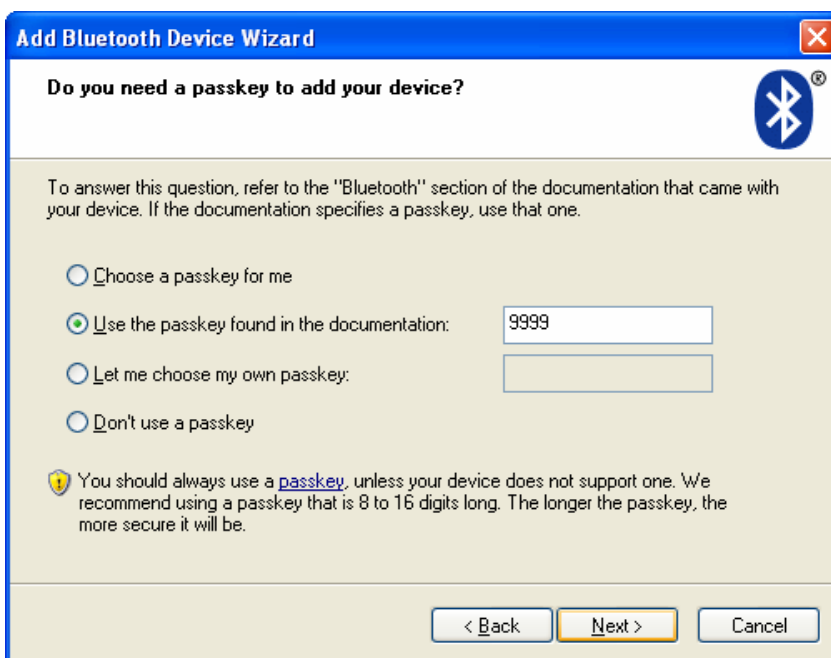 Add Bluetooth Device Wizard
Do you need a passkey to add your device?
®
To answer this question, refer to the "Bluetooth" section of the documentation that came with
your device. If the documentation specifies a passkey, use that one.
Choose a passkey for me
Use the passkey found in the documentation: 9999
Let me choose my own passkey:
Don't use a passkey
You should always use a passkey, unless your device does not support one. We
recommend using a passkey that is 8 to 16 digits long. The longer the passkey, the
more secure it will be.
< Back Next > Cancel